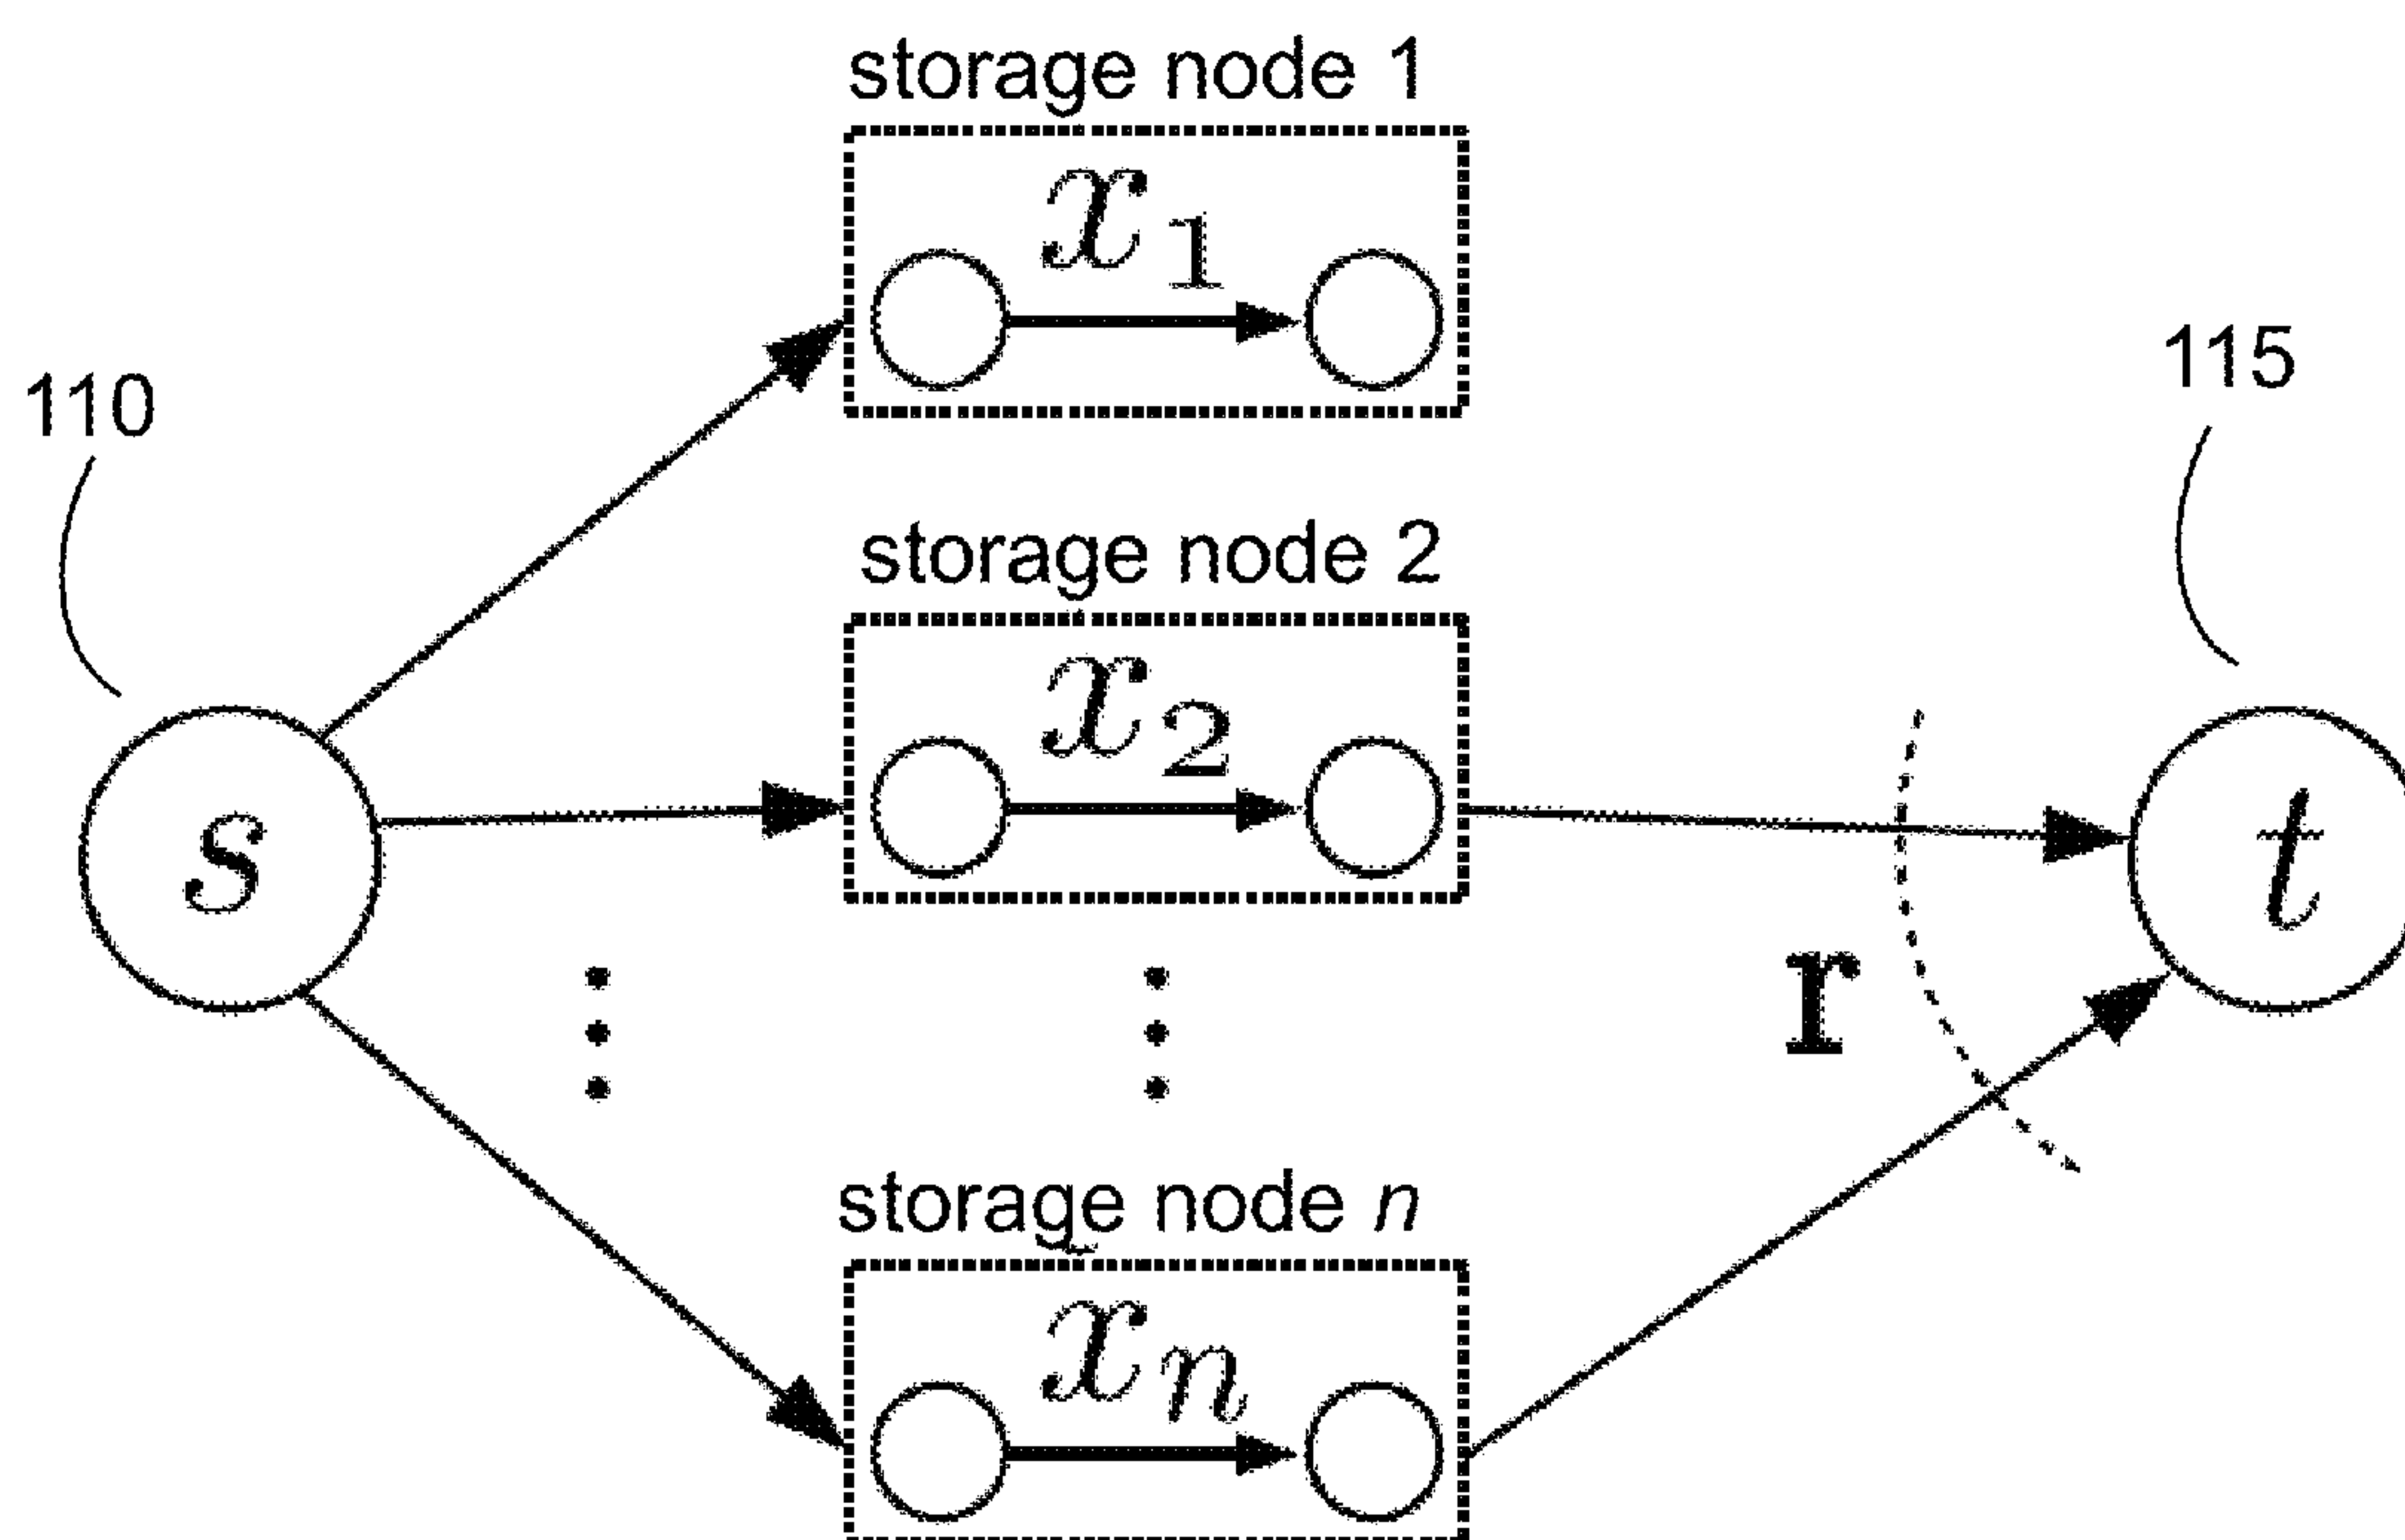 storage node 1
x1
110
115
storage node 2
x2
s
t
r
storage node n
xn